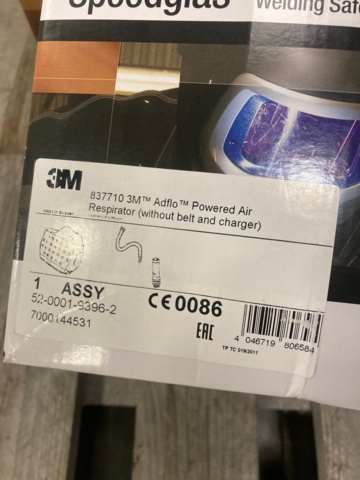 Speedglas
Welding Safe
3M
837710 3M™ Adflo™ Powered Air
Respirator (without belt and charger)
1 ASSY
52-0001-9396-2
7000144531
CE 0086
EAC
TP TC 019/2011
4 046719 806584